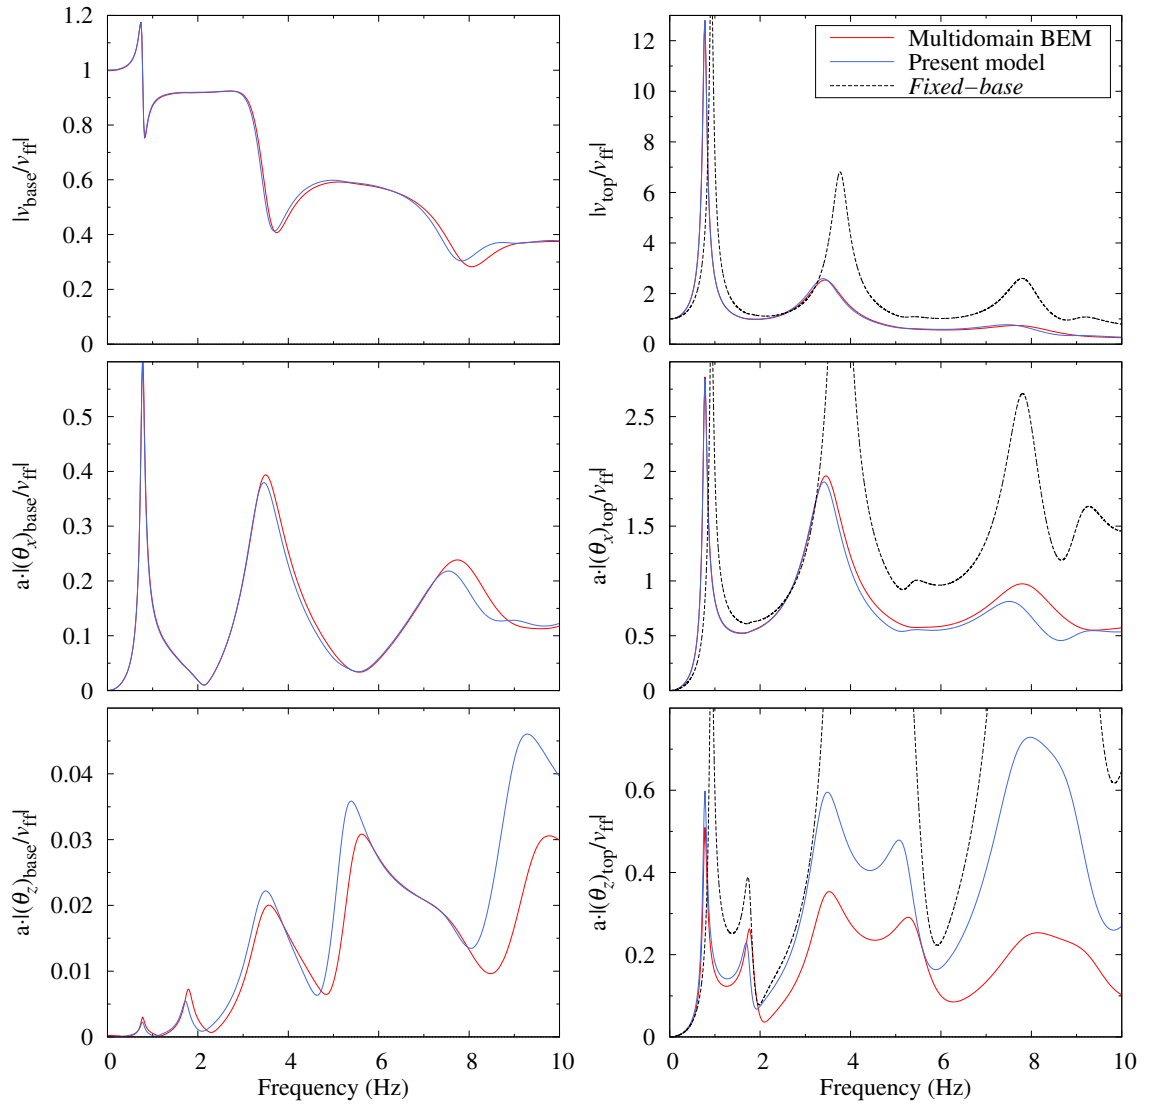 1.2
1
0.8
0.6
0.4
0.2
0
|v_base/v_ff|
12
10
8
6
4
2
0
|v_top/v_ff|
Multidomain BEM
Present model
Fixed−base
0.5
0.4
0.3
0.2
0.1
0
a·|(θ_x)_base/v_ff|
2.5
2
1.5
1
0.5
0
a·|(θ_x)_top/v_ff|
0.04
0.03
0.02
0.01
0
a·|(θ_z)_base/v_ff|
0 2 4 6 8 10
Frequency (Hz)
0.6
0.4
0.2
0
a·|(θ_z)_top/v_ff|
0 2 4 6 8 10
Frequency (Hz)